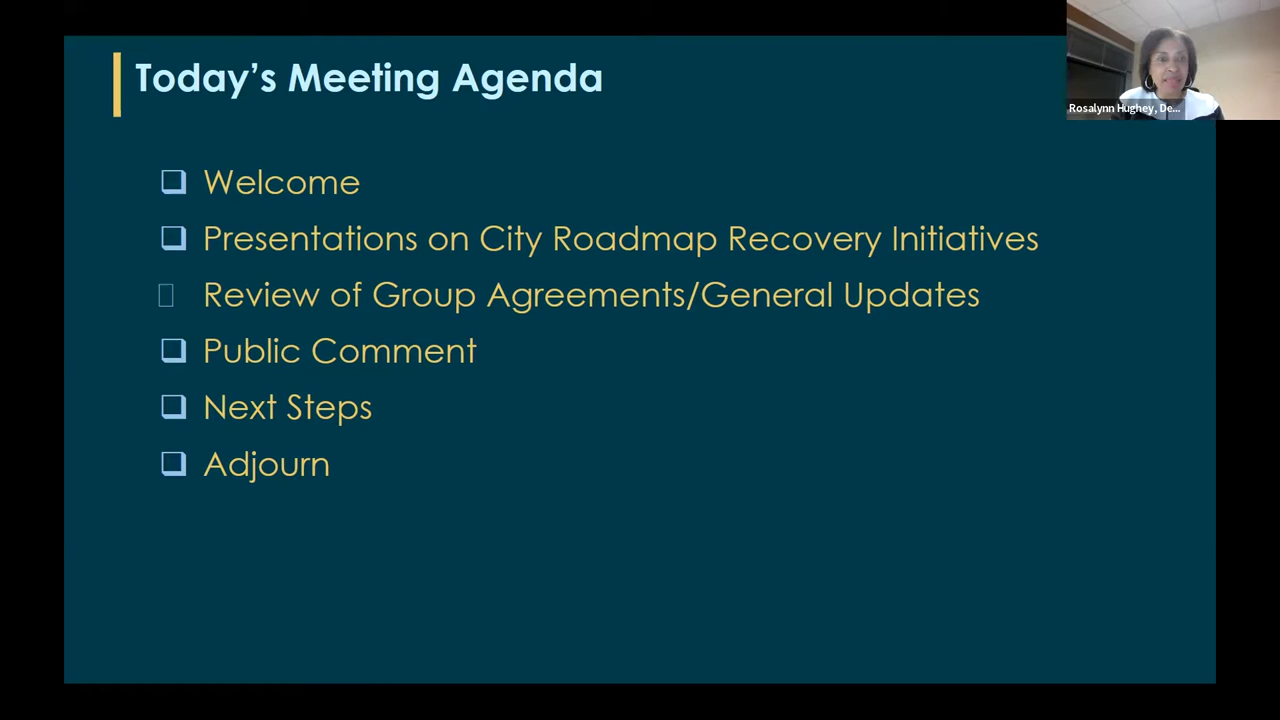 Today's Meeting Agenda
Rosalynn Hughey, De...
Welcome
Presentations on City Roadmap Recovery Initiatives
Review of Group Agreements/General Updates
Public Comment
Next Steps
Adjourn